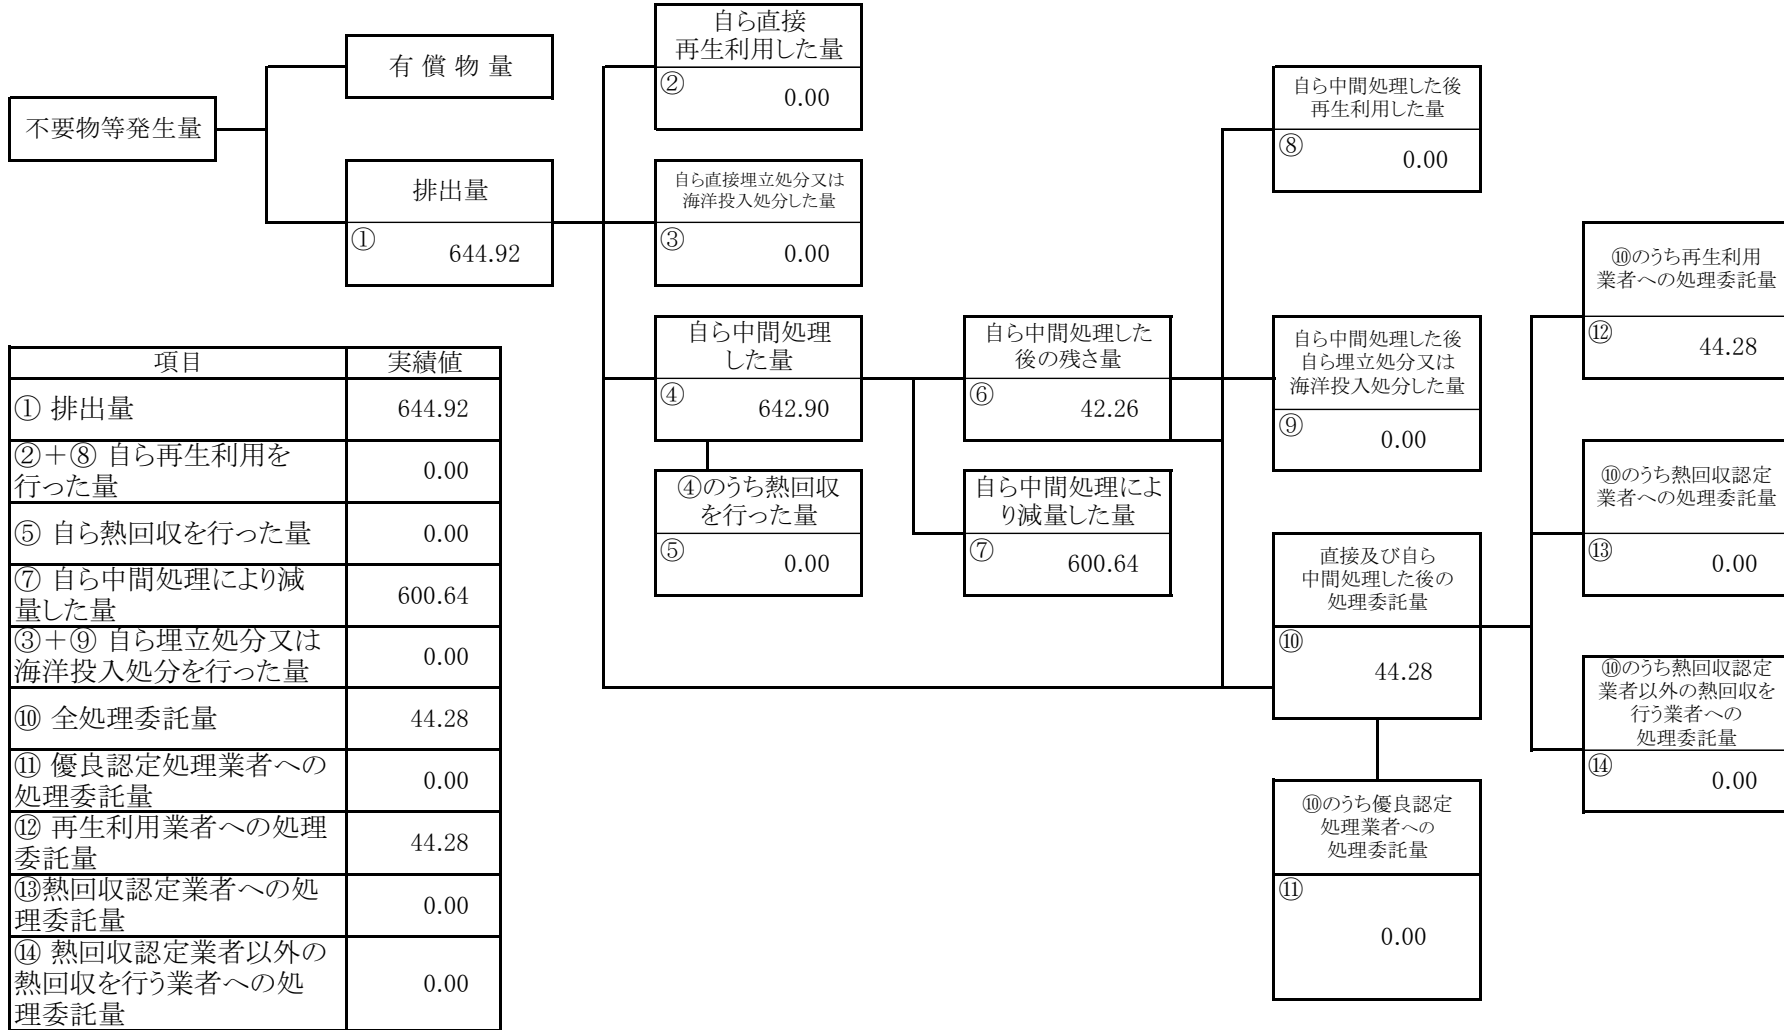 不要物等発生量
有 償 物 量
排出量
①
644.92
自ら直接
再生利用した量
②
0.00
自ら直接埋立処分又は
海洋投入処分した量
③
0.00
自ら中間処理
した量
④
642.90
④のうち熱回収
を行った量
⑤
0.00
自ら中間処理した
後の残さ量
⑥
42.26
自ら中間処理によ
り減量した量
⑦
600.64
自ら中間処理した後
再生利用した量
⑧
0.00
自ら中間処理した後
自ら埋立処分又は
海洋投入処分した量
⑨
0.00
直接及び自ら
中間処理した後の
処理委託量
⑩
44.28
⑩のうち優良認定
処理業者への
処理委託量
⑪
0.00
⑩のうち再生利用
業者への処理委託量
⑫
44.28
⑩のうち熱回収認定
業者への処理委託量
⑬
0.00
⑩のうち熱回収認定
業者以外の熱回収を
行う業者への
処理委託量
⑭
0.00
項目 実績値
① 排出量 644.92
②＋⑧ 自ら再生利用を
行った量 0.00
⑤ 自ら熱回収を行った量 0.00
⑦ 自ら中間処理により減
量した量 600.64
③＋⑨ 自ら埋立処分又は
海洋投入処分を行った量 0.00
⑩ 全処理委託量 44.28
⑪ 優良認定処理業者への
処理委託量 0.00
⑫ 再生利用業者への処理
委託量 44.28
⑬熱回収認定業者への処
理委託量 0.00
⑭ 熱回収認定業者以外の
熱回収を行う業者への処
理委託量 0.00